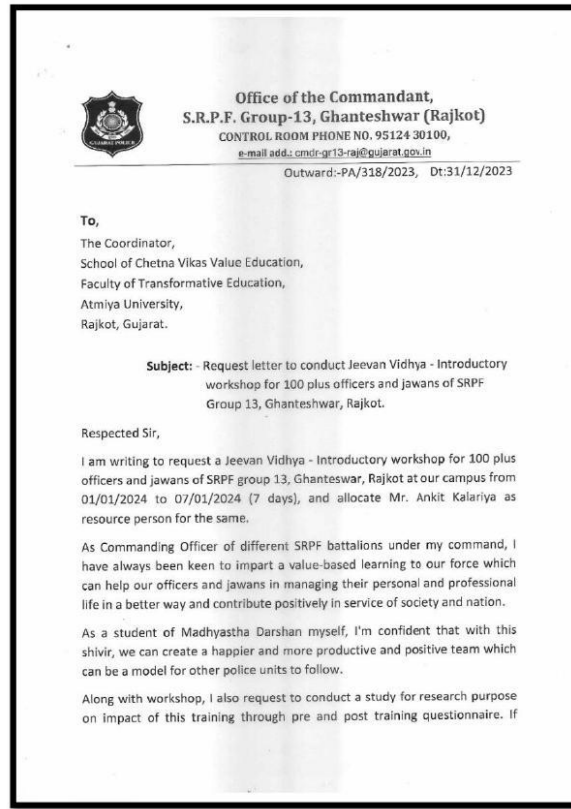 Office of the Commandant,
S.R.P.F. Group-13, Ghanteshwar (Rajkot)
CONTROL ROOM PHONE NO. 95124 30100,
e-mail add.: cmdr-gr13-raj@gujarat.gov.in
GUJARAT POLICE
Outward:-PA/318/2023, Dt:31/12/2023
To,
The Coordinator,
School of Chetna Vikas Value Education,
Faculty of Transformative Education,
Atmiya University,
Rajkot, Gujarat.
Subject: - Request letter to conduct Jeevan Vidhya - Introductory
workshop for 100 plus officers and jawans of SRPF
Group 13, Ghanteshwar, Rajkot.
Respected Sir,
I am writing to request a Jeevan Vidhya - Introductory workshop for 100 plus
officers and jawans of SRPF group 13, Ghanteswar, Rajkot at our campus from
01/01/2024 to 07/01/2024 (7 days), and allocate Mr. Ankit Kalariya as
resource person for the same.
As Commanding Officer of different SRPF battalions under my command, I
have always been keen to impart a value-based learning to our force which
can help our officers and jawans in managing their personal and professional
life in a better way and contribute positively in service of society and nation.
As a student of Madhyastha Darshan myself, I'm confident that with this
shivir, we can create a happier and more productive and positive team which
can be a model for other police units to follow.
Along with workshop, I also request to conduct a study for research purpose
on impact of this training through pre and post training questionnaire. If